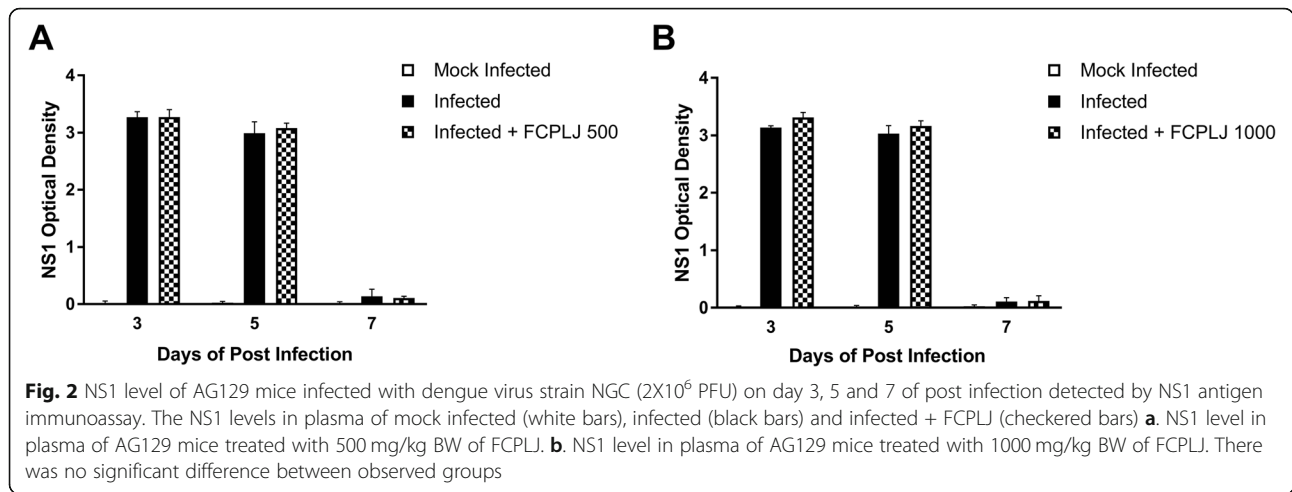 A
Mock Infected
Infected
Infected + FCPLJ 500
NS1 Optical Density
4
3
2
1
0
3 5 7
Days of Post Infection
B
Mock Infected
Infected
Infected + FCPLJ 1000
NS1 Optical Density
4
3
2
1
0
3 5 7
Days of Post Infection
Fig. 2 NS1 level of AG129 mice infected with dengue virus strain NGC (2X10⁶ PFU) on day 3, 5 and 7 of post infection detected by NS1 antigen
immunoassay. The NS1 levels in plasma of mock infected (white bars), infected (black bars) and infected + FCPLJ (checkered bars) a. NS1 level in
plasma of AG129 mice treated with 500 mg/kg BW of FCPLJ. b. NS1 level in plasma of AG129 mice treated with 1000 mg/kg BW of FCPLJ. There
was no significant difference between observed groups